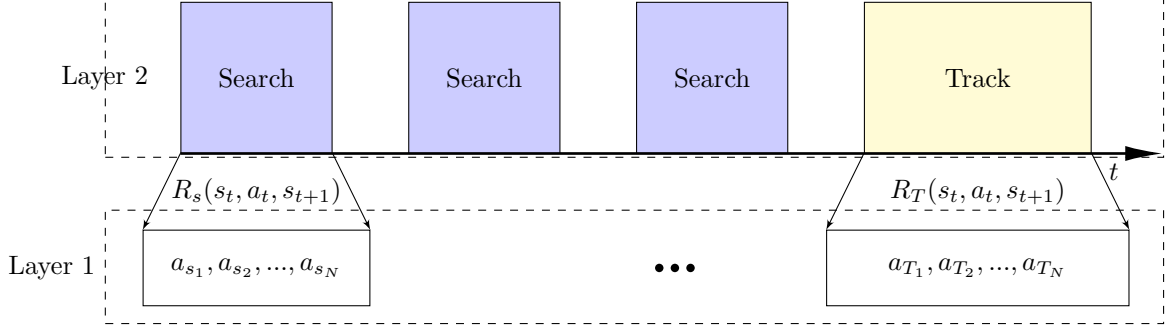 Layer 2 Search Search Search Track
t
R_s(s_t, a_t, s_{t+1}) R_T(s_t, a_t, s_{t+1})
Layer 1 a_{s_1}, a_{s_2}, ..., a_{s_N} ••• a_{T_1}, a_{T_2}, ..., a_{T_N}